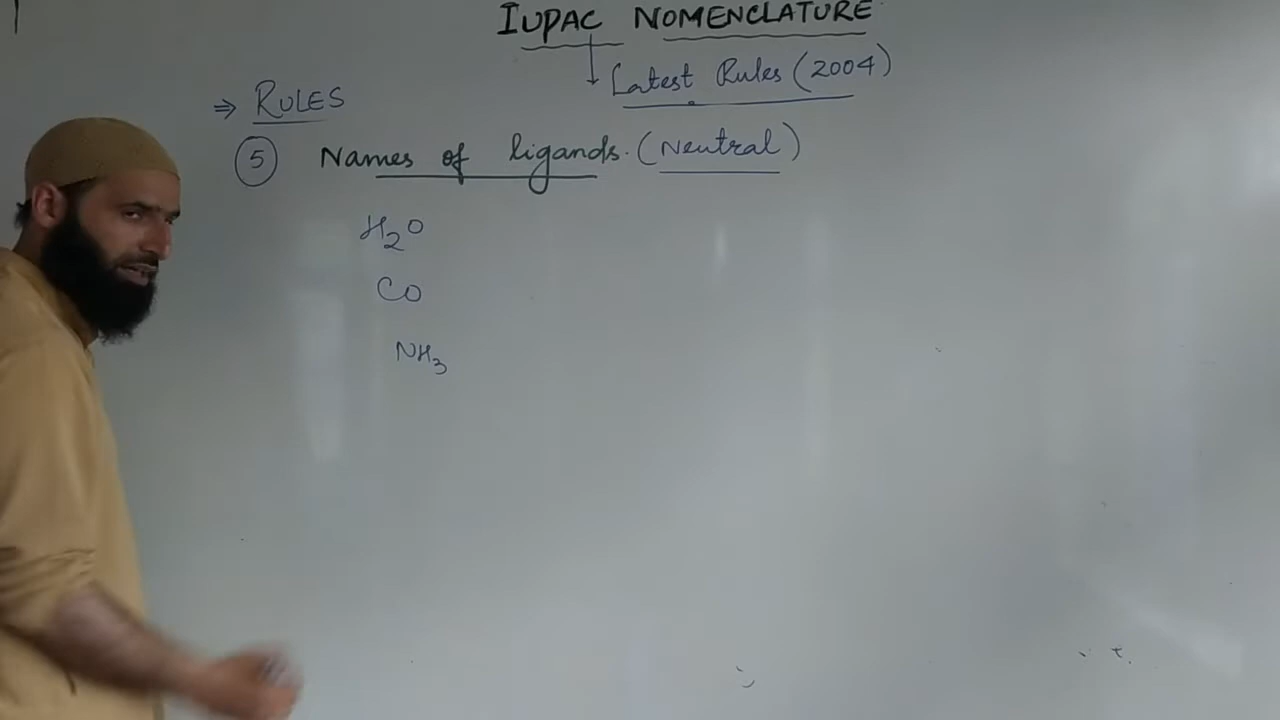 IUPAC NOMENCLATURE
Latest Rules (2004)
⇒ RULES
5 Names of ligands. (Neutral)
H₂O
CO
NH₃